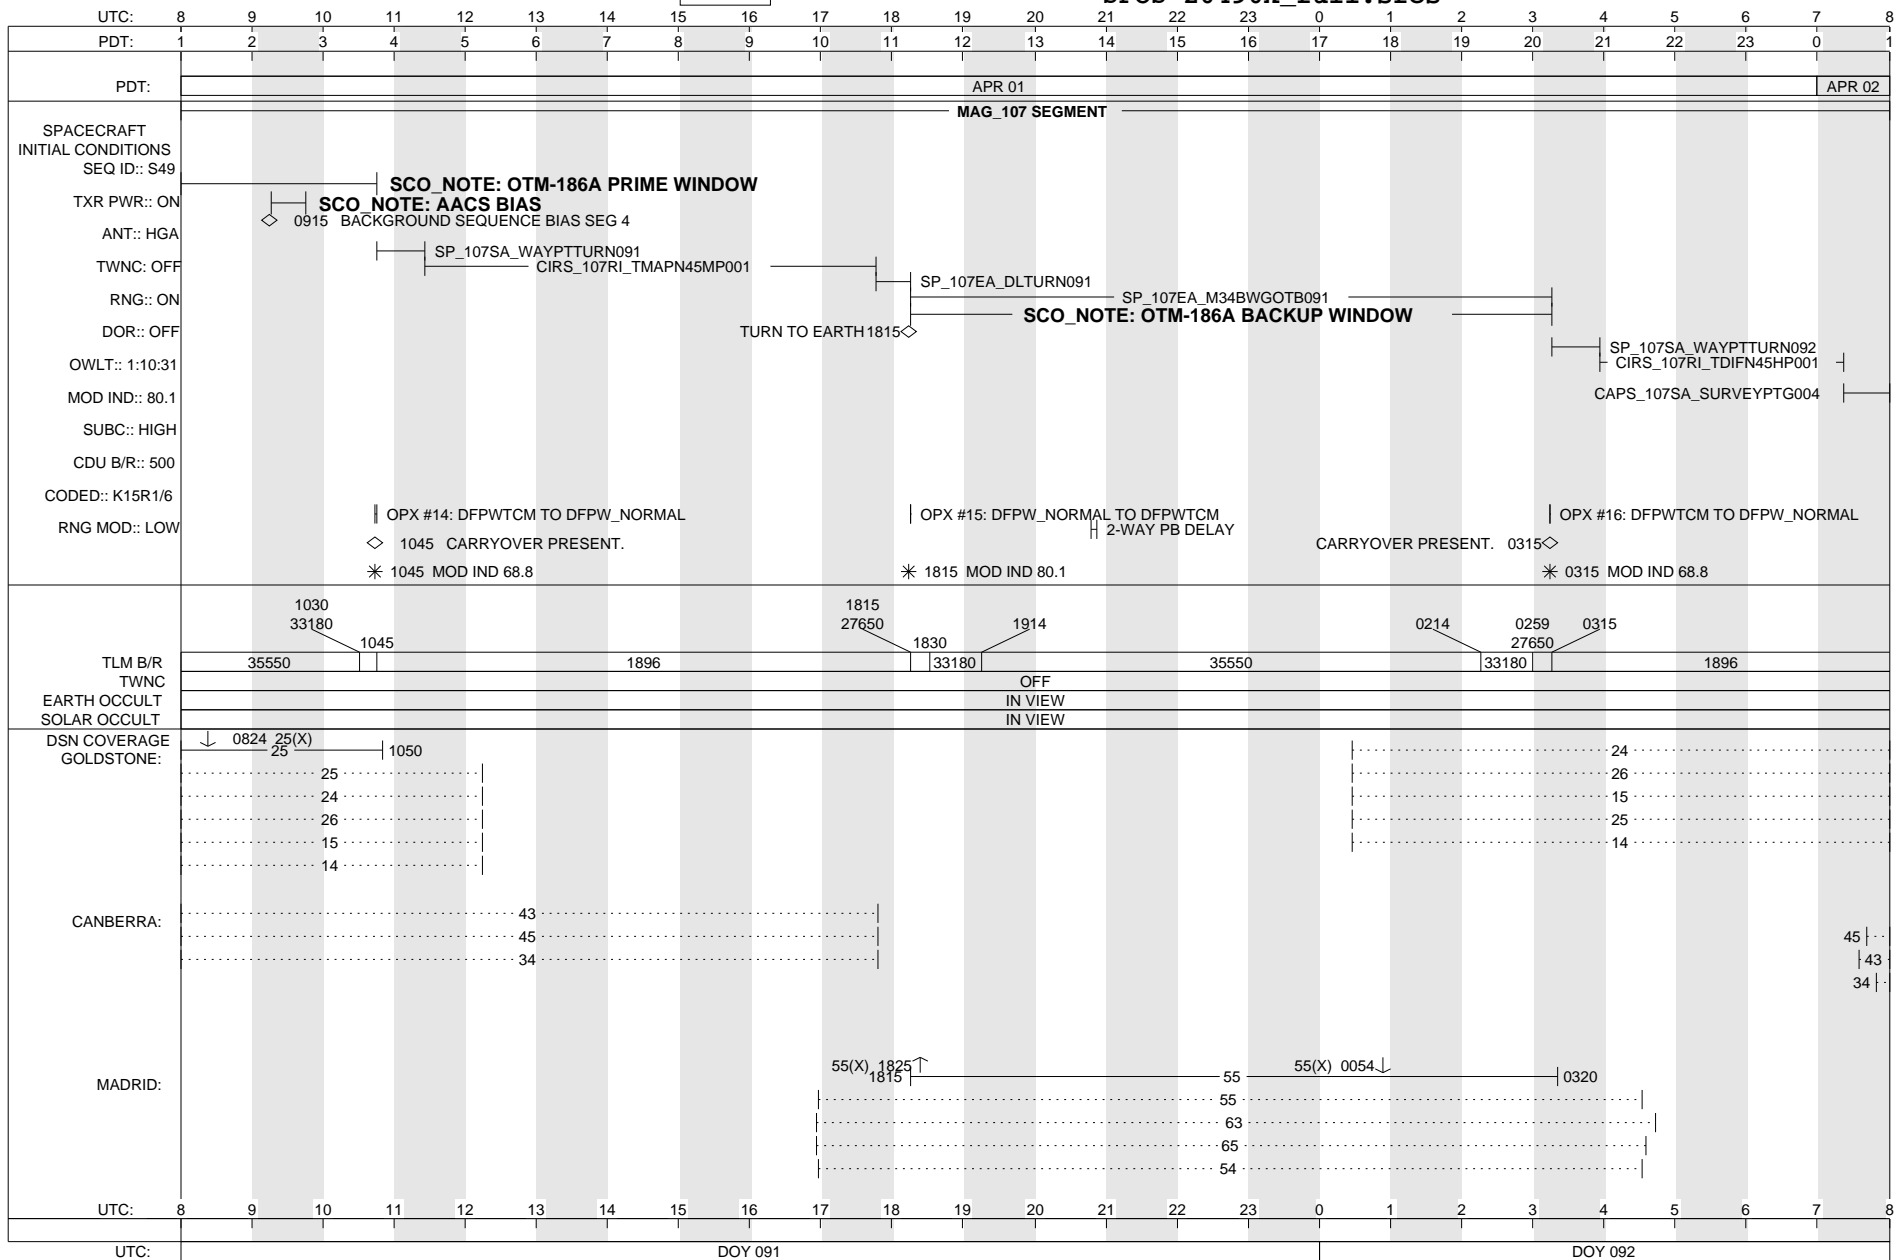 UTC: 8 9 10 11 12 13 14 15 16 17 18 19 20 21 22 23 0 1 2 3 4 5 6 7 8
PDT: 1 2 3 4 5 6 7 8 9 10 11 12 13 14 15 16 17 18 19 20 21 22 23 0 1
PDT: APR 01 APR 02
MAG_107 SEGMENT
SPACECRAFT
INITIAL CONDITIONS
SEQ ID:: S49
SCO_NOTE: OTM-186A PRIME WINDOW
TXR PWR:: ON SCO_NOTE: AACS BIAS
0915 BACKGROUND SEQUENCE BIAS SEG 4
ANT:: HGA
SP_107SA_WAYPTTURN091
TWNC: OFF CIRS_107RI_TMAPN45MP001
SP_107EA_DLTURN091
RNG:: ON SP_107EA_M34BWGOTB091
SCO_NOTE: OTM-186A BACKUP WINDOW
DOR:: OFF TURN TO EARTH 1815
SP_107SA_WAYPTTURN092
OWLT:: 1:10:31 CIRS_107RI_TDIFN45HP001
MOD IND:: 80.1 CAPS_107SA_SURVEYPTG004
SUBC:: HIGH
CDU B/R:: 500
CODED:: K15R1/6
OPX #14: DFPWTCM TO DFPW_NORMAL OPX #15: DFPW_NORMAL TO DFPWTCM OPX #16: DFPWTCM TO DFPW_NORMAL
RNG MOD:: LOW 2-WAY PB DELAY
1045 CARRYOVER PRESENT. CARRYOVER PRESENT. 0315
1045 MOD IND 68.8 1815 MOD IND 80.1 0315 MOD IND 68.8
1030 1815
33180 27650 1914 0214 0259 0315
1045 1830 27650
TLM B/R 35550 1896 33180 35550 33180 1896
TWNC OFF
EARTH OCCULT IN VIEW
SOLAR OCCULT IN VIEW
DSN COVERAGE 0824 25(X)
GOLDSTONE: 25 1050 24
25 26
24 15
26 25
15 14
14
43
CANBERRA:
45 45
34 43
34
55(X) 1825 55(X) 0054
MADRID: 1815 55 0320
55
63
65
54
UTC: 8 9 10 11 12 13 14 15 16 17 18 19 20 21 22 23 0 1 2 3 4 5 6 7 8
UTC: DOY 091 DOY 092